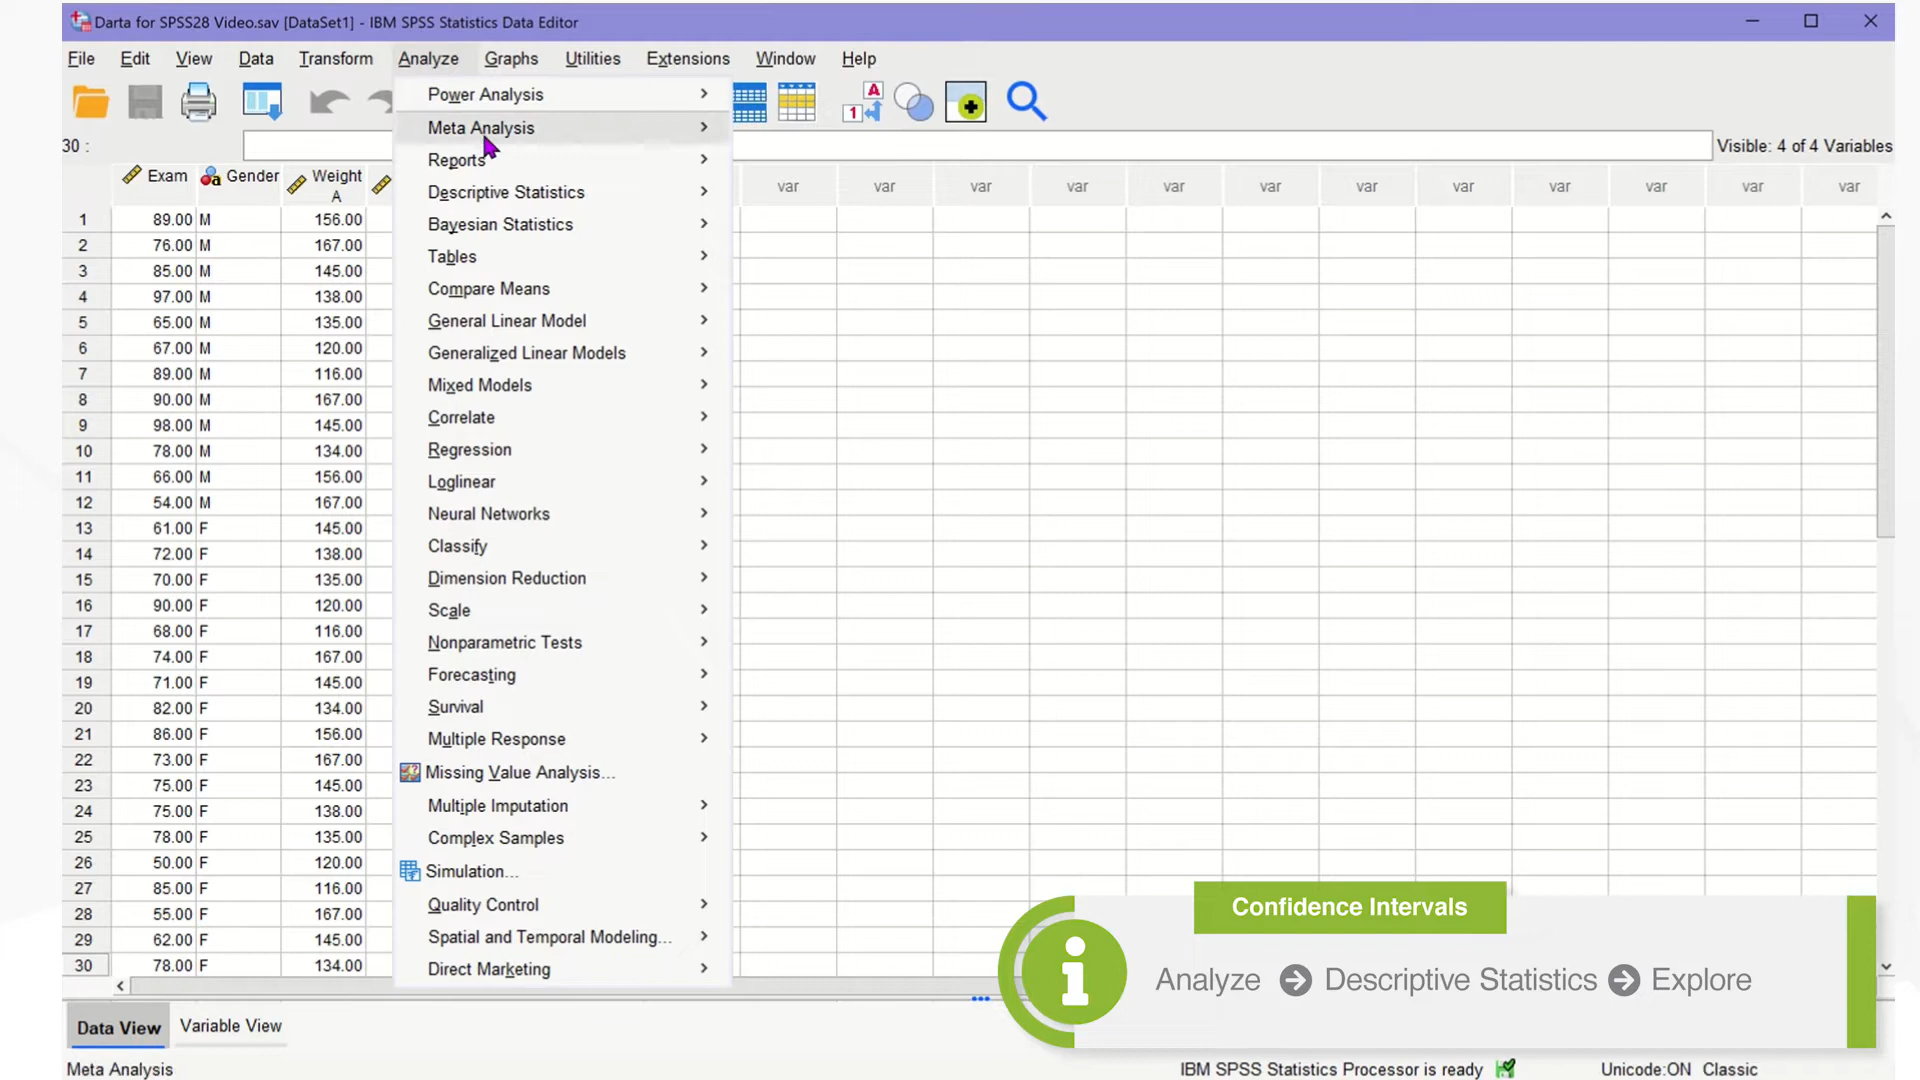 Darta for SPSS28 Video.sav [DataSet1] - IBM SPSS Statistics Data Editor
File Edit View Data Transform Analyze Graphs Utilities Extensions Window Help
30 :
Visible: 4 of 4 Variables
Exam Gender Weight A var var var var var var var var var var var var
1 89.00 M 156.00
2 76.00 M 167.00
3 85.00 M 145.00
4 97.00 M 138.00
5 65.00 M 135.00
6 67.00 M 120.00
7 89.00 M 116.00
8 90.00 M 167.00
9 98.00 M 145.00
10 78.00 M 134.00
11 66.00 M 156.00
12 54.00 M 167.00
13 61.00 F 145.00
14 72.00 F 138.00
15 70.00 F 135.00
16 90.00 F 120.00
17 68.00 F 116.00
18 74.00 F 167.00
19 71.00 F 145.00
20 82.00 F 134.00
21 86.00 F 156.00
22 73.00 F 167.00
23 75.00 F 145.00
24 75.00 F 138.00
25 78.00 F 135.00
26 50.00 F 120.00
27 85.00 F 116.00
28 55.00 F 167.00
29 62.00 F 145.00
30 78.00 F 134.00
Power Analysis
Meta Analysis
Reports
Descriptive Statistics
Bayesian Statistics
Tables
Compare Means
General Linear Model
Generalized Linear Models
Mixed Models
Correlate
Regression
Loglinear
Neural Networks
Classify
Dimension Reduction
Scale
Nonparametric Tests
Forecasting
Survival
Multiple Response
Missing Value Analysis...
Multiple Imputation
Complex Samples
Simulation...
Quality Control
Spatial and Temporal Modeling...
Direct Marketing
Confidence Intervals
Analyze Descriptive Statistics Explore
Data View Variable View
Meta Analysis
IBM SPSS Statistics Processor is ready Unicode:ON Classic